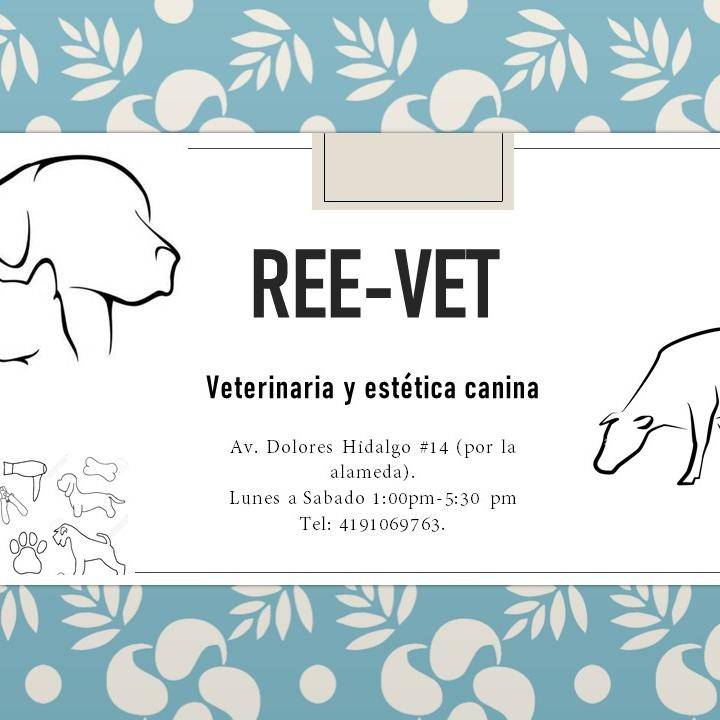 REE-VET
Veterinaria y estética canina
Av. Dolores Hidalgo #14 (por la
alameda).
Lunes a Sabado 1:00pm-5:30 pm
Tel: 4191069763.